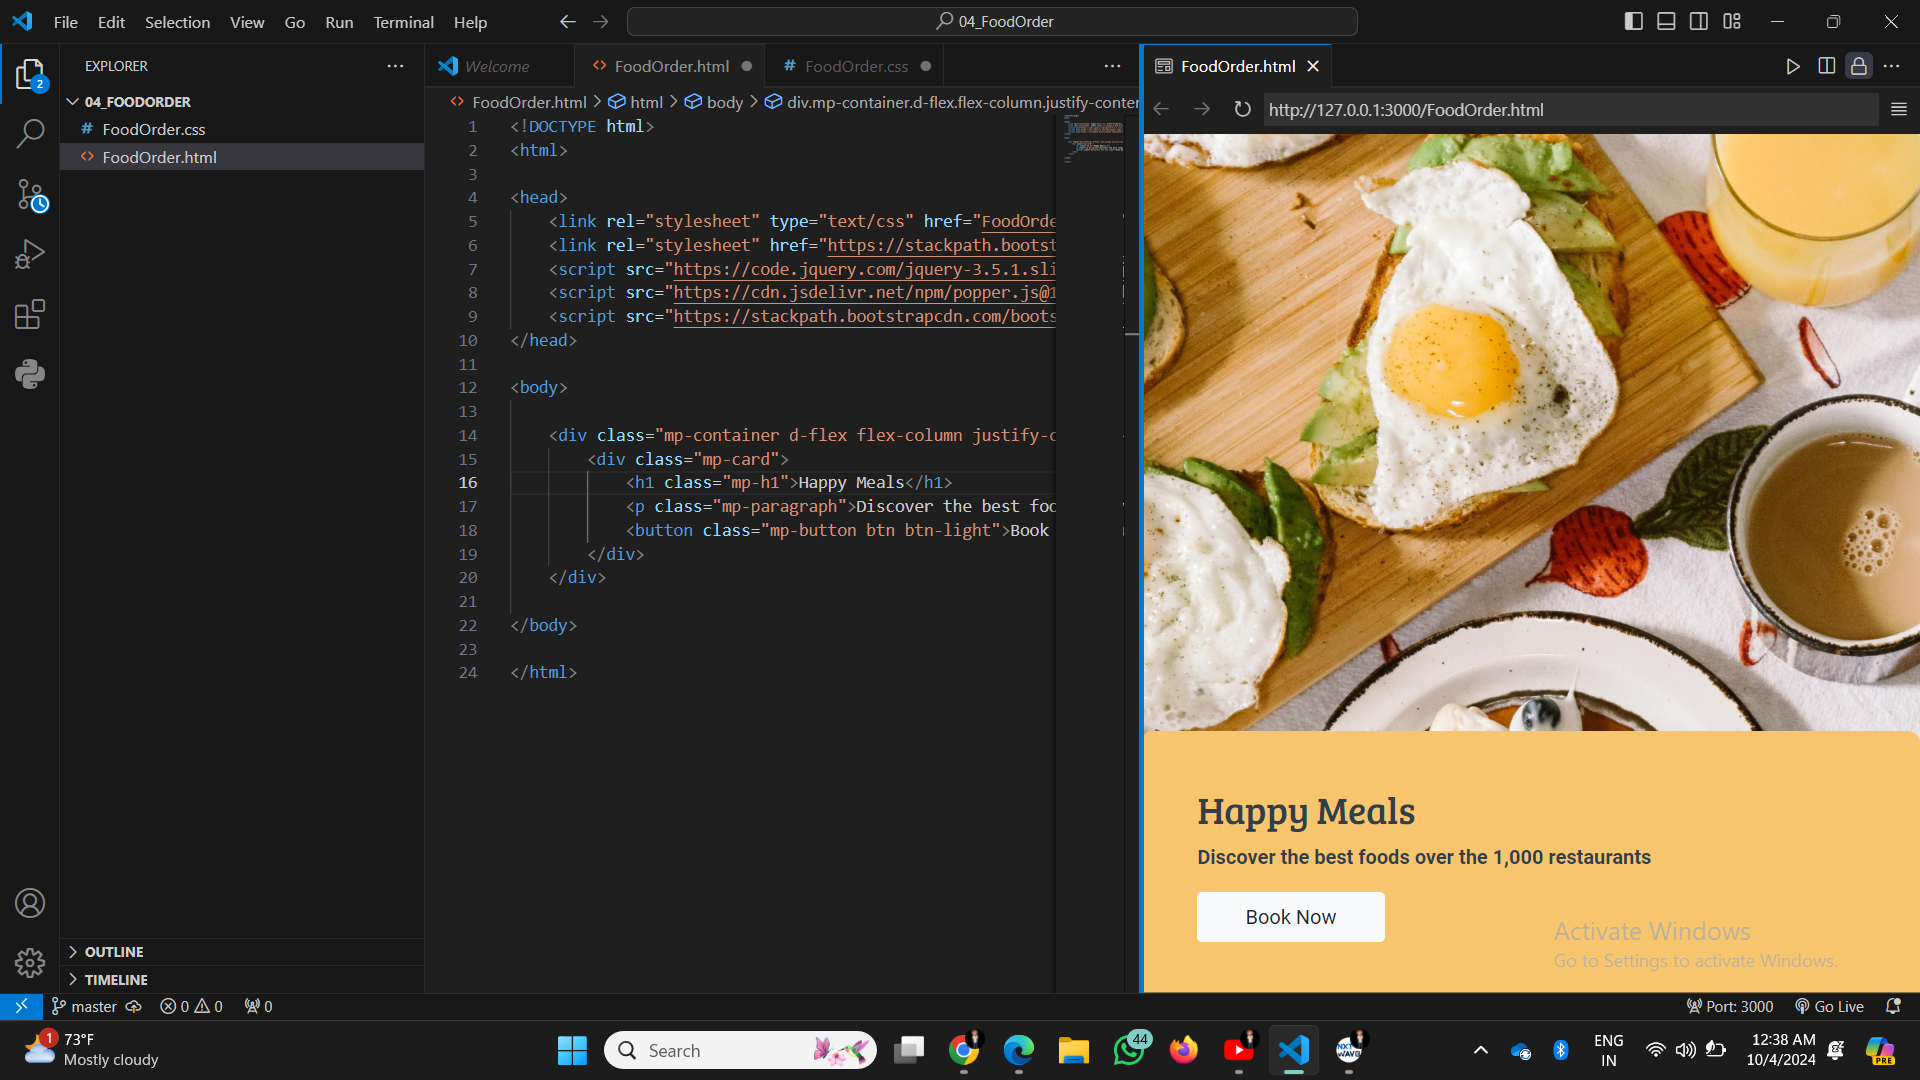 File Edit Selection View Go Run Terminal Help
04_FoodOrder
EXPLORER
2
04_FOODORDER
# FoodOrder.css
<> FoodOrder.html
OUTLINE
TIMELINE
Welcome
<> FoodOrder.html
# FoodOrder.css
<> FoodOrder.html > html > body > div.mp-container.d-flex.flex-column.justify-conter
1 <!DOCTYPE html>
2 <html>
3
4 <head>
5 <link rel="stylesheet" type="text/css" href="FoodOrde
6 <link rel="stylesheet" href="https://stackpath.bootst
7 <script src="https://code.jquery.com/jquery-3.5.1.sli
8 <script src="https://cdn.jsdelivr.net/npm/popper.js@1
9 <script src="https://stackpath.bootstrapcdn.com/boots
10 </head>
11
12 <body>
13
14 <div class="mp-container d-flex flex-column justify-c
15 <div class="mp-card">
16 <h1 class="mp-h1">Happy Meals</h1>
17 <p class="mp-paragraph">Discover the best foo
18 <button class="mp-button btn btn-light">Book
19 </div>
20 </div>
21
22 </body>
23
24 </html>
FoodOrder.html
http://127.0.0.1:3000/FoodOrder.html
Happy Meals
Discover the best foods over the 1,000 restaurants
Book Now
Activate Windows
Go to Settings to activate Windows.
master 0 0 0
Port: 3000 Go Live
1
73°F
Mostly cloudy
Search
44
NXT
WAVE
ENG
IN
12:38 AM
10/4/2024
PRE